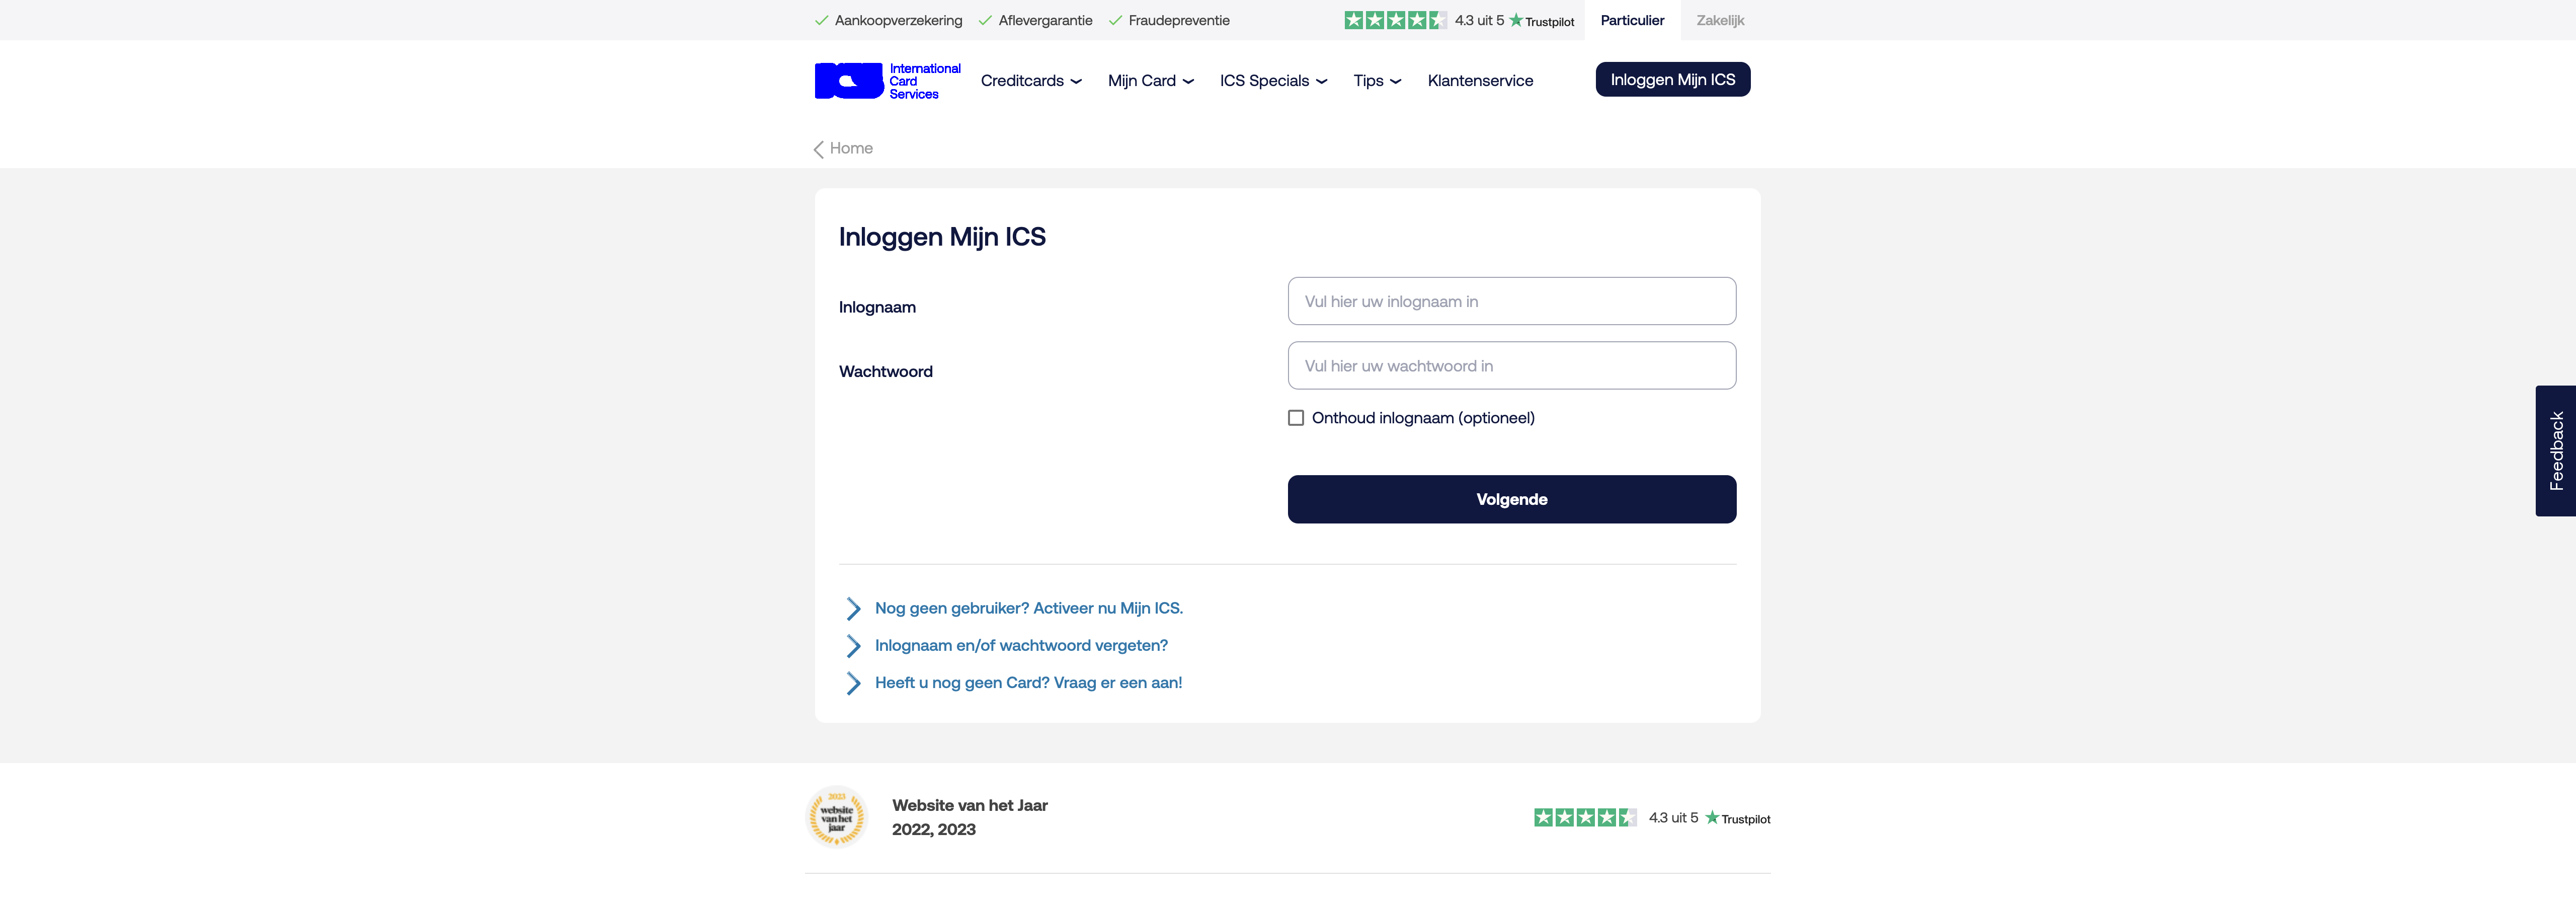 Aankoopverzekering Aflevergarantie Fraudepreventie 4.3 uit 5 Trustpilot Particulier Zakelijk
International
Card
Services
Creditcards Mijn Card ICS Specials Tips Klantenservice Inloggen Mijn ICS
Home
Inloggen Mijn ICS
Inlognaam Vul hier uw inlognaam in
Wachtwoord Vul hier uw wachtwoord in
Onthoud inlognaam (optioneel)
Volgende
Feedback
Nog geen gebruiker? Activeer nu Mijn ICS.
Inlognaam en/of wachtwoord vergeten?
Heeft u nog geen Card? Vraag er een aan!
2023
website
van het
jaar
Website van het Jaar
2022, 2023
4.3 uit 5 Trustpilot